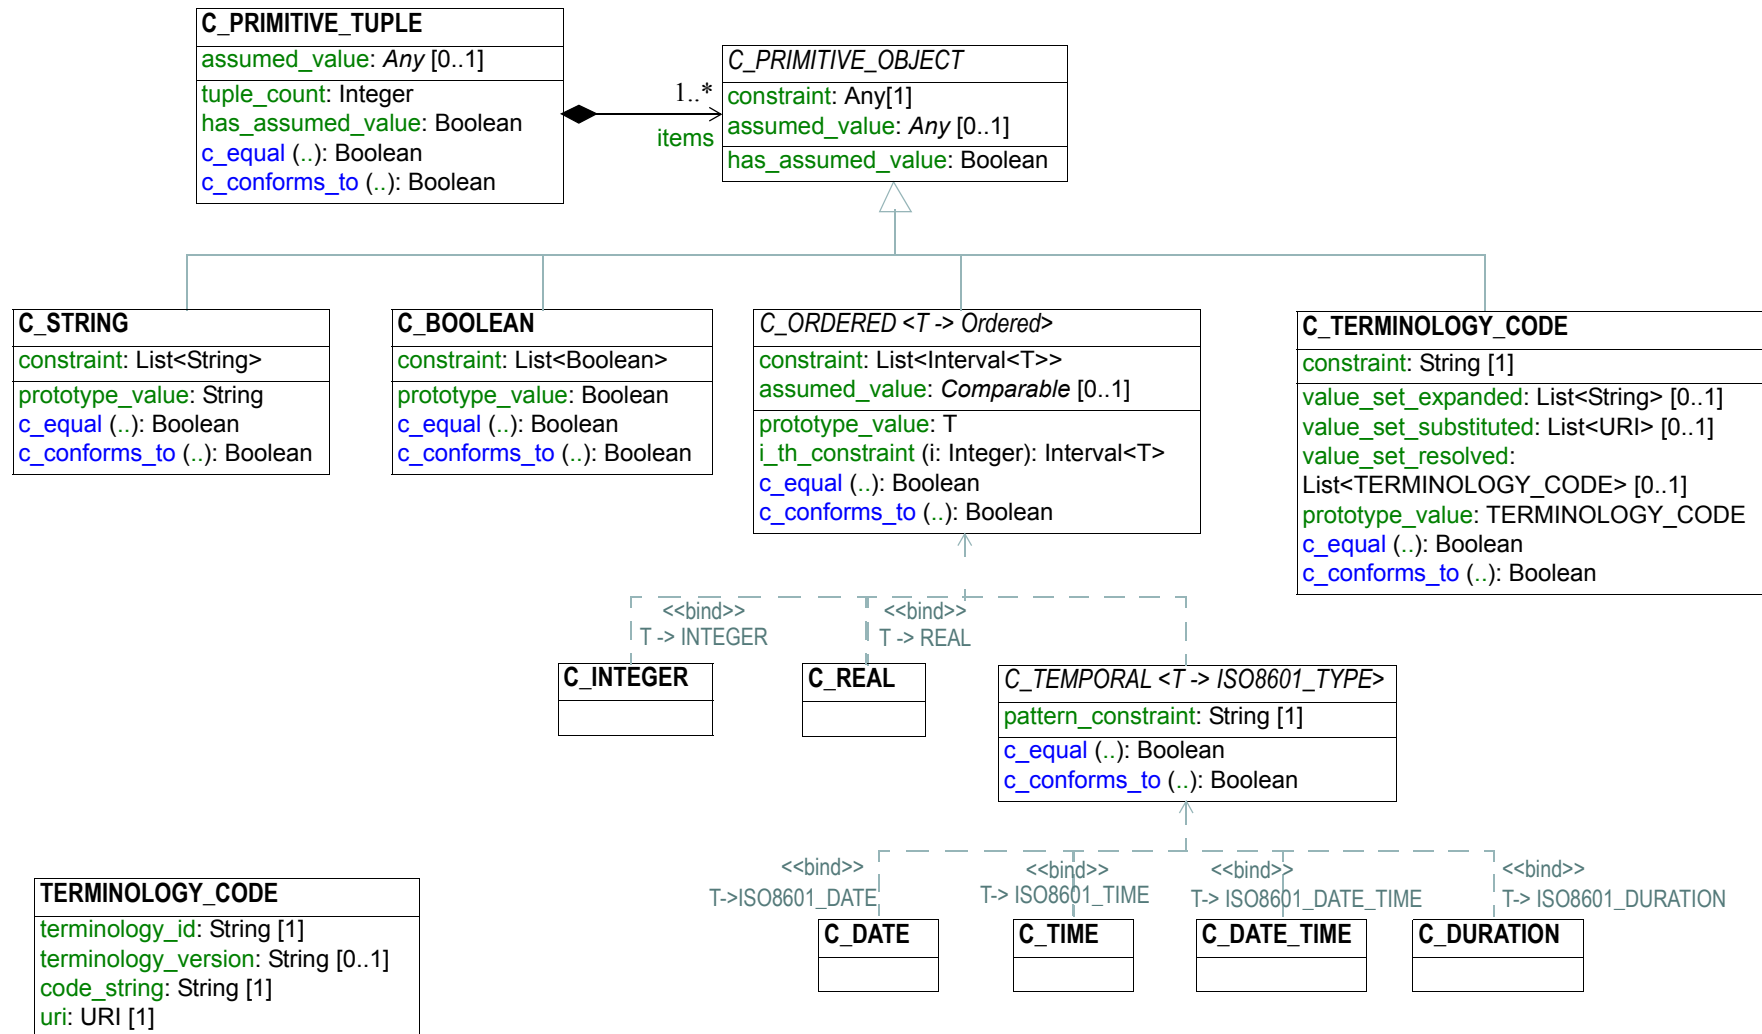 C_PRIMITIVE_TUPLE
assumed_value: Any [0..1]
tuple_count: Integer
has_assumed_value: Boolean
c_equal (..): Boolean
c_conforms_to (..): Boolean
1..*
items
C_PRIMITIVE_OBJECT
constraint: Any[1]
assumed_value: Any [0..1]
has_assumed_value: Boolean
C_STRING
constraint: List<String>
prototype_value: String
c_equal (..): Boolean
c_conforms_to (..): Boolean
C_BOOLEAN
constraint: List<Boolean>
prototype_value: Boolean
c_equal (..): Boolean
c_conforms_to (..): Boolean
C_ORDERED <T -> Ordered>
constraint: List<Interval<T>>
assumed_value: Comparable [0..1]
prototype_value: T
i_th_constraint (i: Integer): Interval<T>
c_equal (..): Boolean
c_conforms_to (..): Boolean
C_TERMINOLOGY_CODE
constraint: String [1]
value_set_expanded: List<String> [0..1]
value_set_substituted: List<URI> [0..1]
value_set_resolved:
List<TERMINOLOGY_CODE> [0..1]
prototype_value: TERMINOLOGY_CODE
c_equal (..): Boolean
c_conforms_to (..): Boolean
<<bind>>
T -> INTEGER
<<bind>>
T -> REAL
C_INTEGER
C_REAL
C_TEMPORAL <T -> ISO8601_TYPE>
pattern_constraint: String [1]
c_equal (..): Boolean
c_conforms_to (..): Boolean
<<bind>>
T->ISO8601_DATE
<<bind>>
T-> ISO8601_TIME
<<bind>>
T-> ISO8601_DATE_TIME
<<bind>>
T-> ISO8601_DURATION
C_DATE
C_TIME
C_DATE_TIME
C_DURATION
TERMINOLOGY_CODE
terminology_id: String [1]
terminology_version: String [0..1]
code_string: String [1]
uri: URI [1]